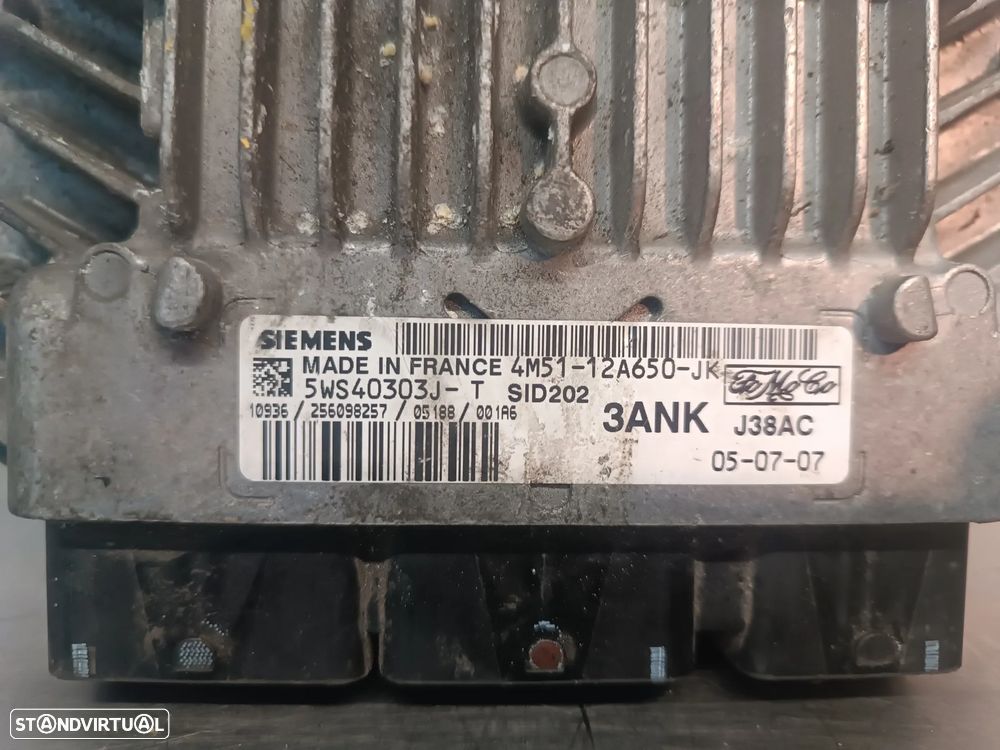 SIEMENS
MADE IN FRANCE 4M51-12A650-JK
5WS40303J-T SID202
FoMoCo
10936 / 256098257 / 05188 / 001A6
3ANK J38AC
05-07-07
STANDVIRTUAL